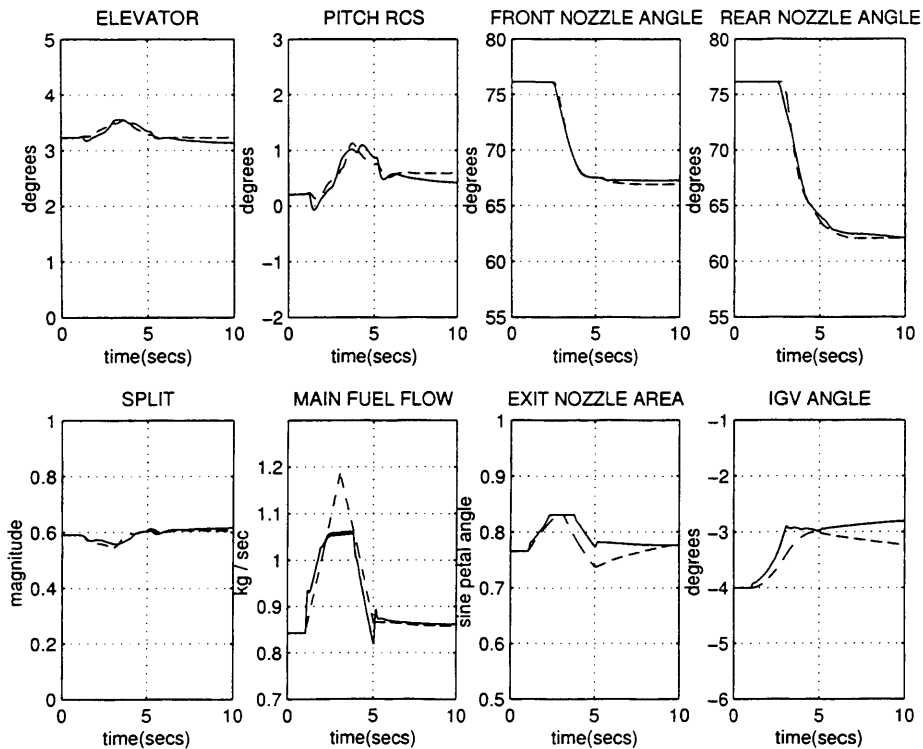 ELEVATOR
5
4
3
2
1
0
degrees
0 5 10
time(secs)
PITCH RCS
3
2
1
0
−1
−2
degrees
0 5 10
time(secs)
FRONT NOZZLE ANGLE
80
75
70
65
60
55
degrees
0 5 10
time(secs)
REAR NOZZLE ANGLE
80
75
70
65
60
55
degrees
0 5 10
time(secs)
SPLIT
1
0.8
0.6
0.4
0.2
0
magnitude
0 5 10
time(secs)
MAIN FUEL FLOW
1.2
1.1
1
0.9
0.8
0.7
kg / sec
0 5 10
time(secs)
EXIT NOZZLE AREA
1
0.9
0.8
0.7
0.6
0.5
sine petal angle
0 5 10
time(secs)
IGV ANGLE
−1
−2
−3
−4
−5
−6
degrees
0 5 10
time(secs)